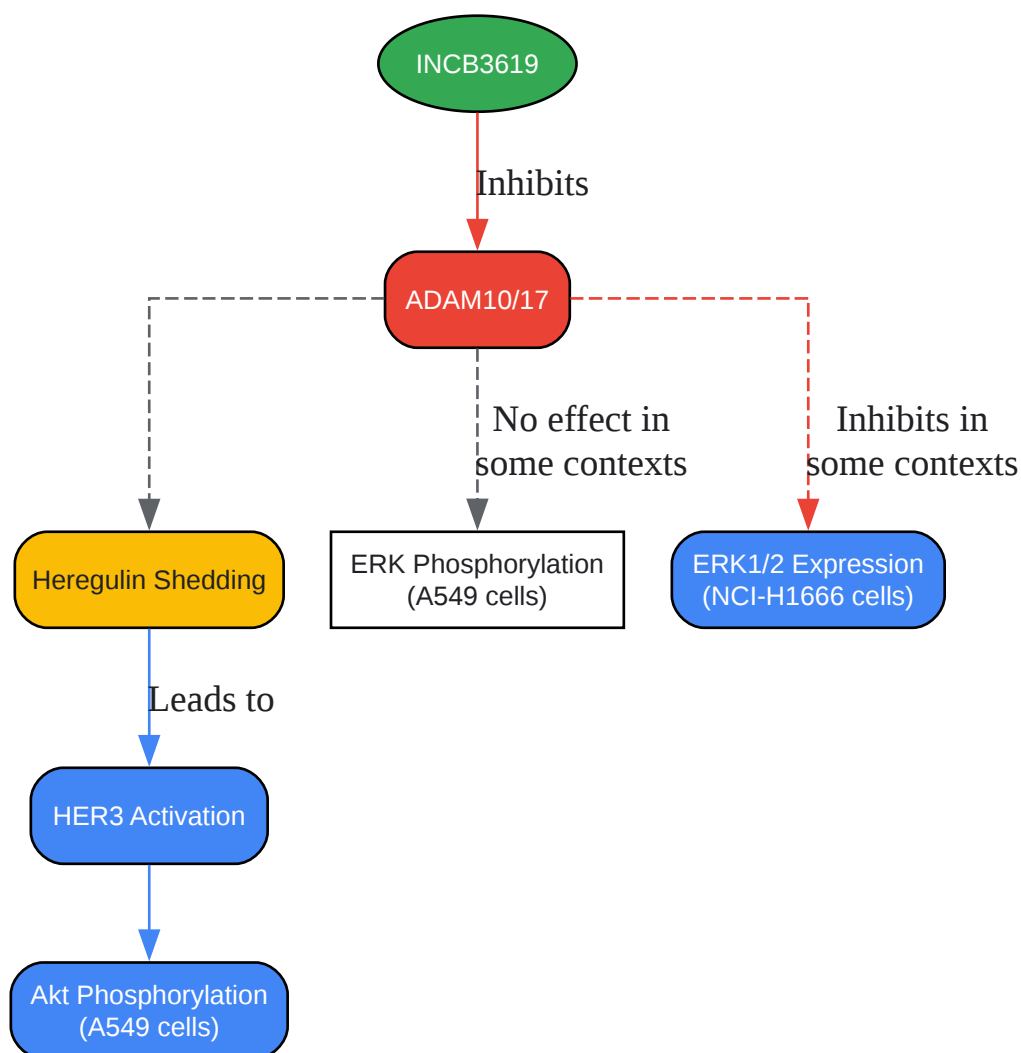 INCB3619
Inhibits
ADAM10/17
No effect in
some contexts
Inhibits in
some contexts
Heregulin Shedding
ERK Phosphorylation
(A549 cells)
ERK1/2 Expression
(NCI-H1666 cells)
Leads to
HER3 Activation
Akt Phosphorylation
(A549 cells)